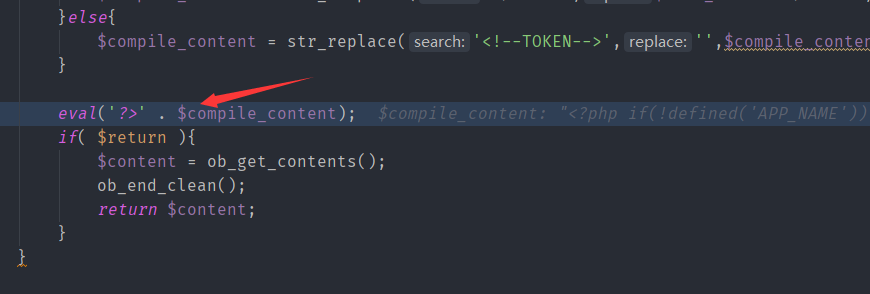 }else{
$compile_content = str_replace( search: '<!--TOKEN-->', replace: '',$compile_conten
}
eval('?>' . $compile_content); $compile_content: "<?php if(!defined('APP_NAME'))
if( $return ){
$content = ob_get_contents();
ob_end_clean();
return $content;
}
}